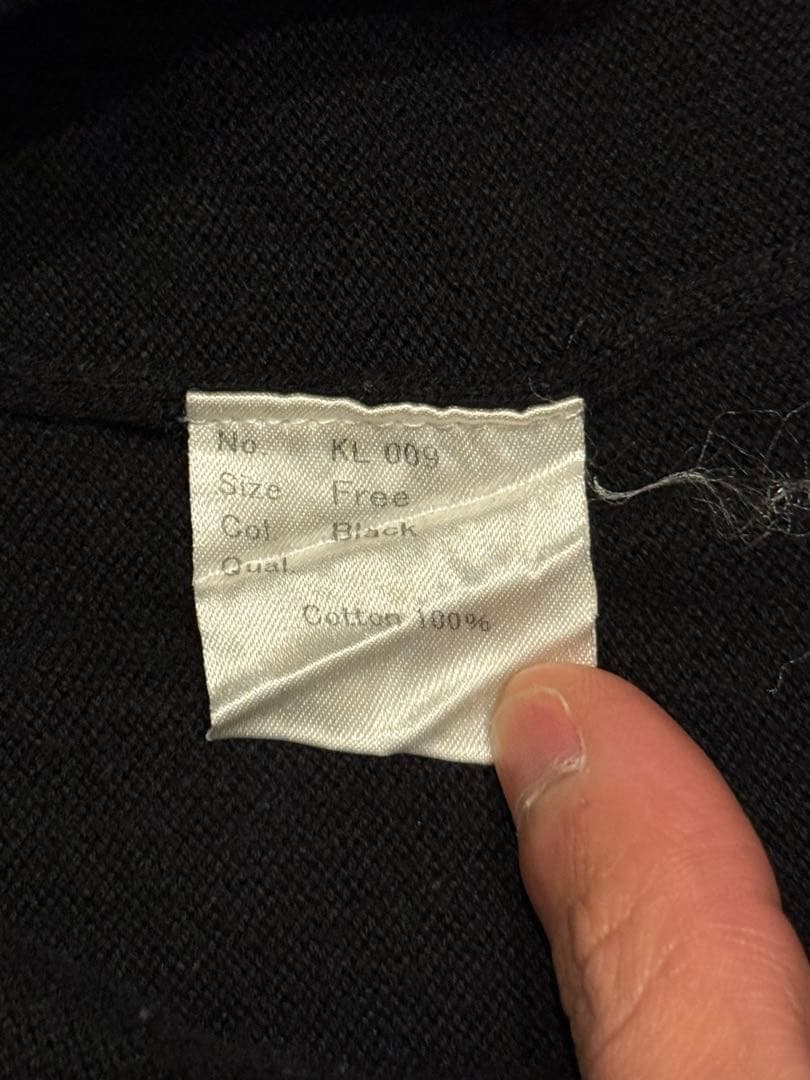 No. KL 009
Size Free
Col Black
Qual.
Cotton 100%